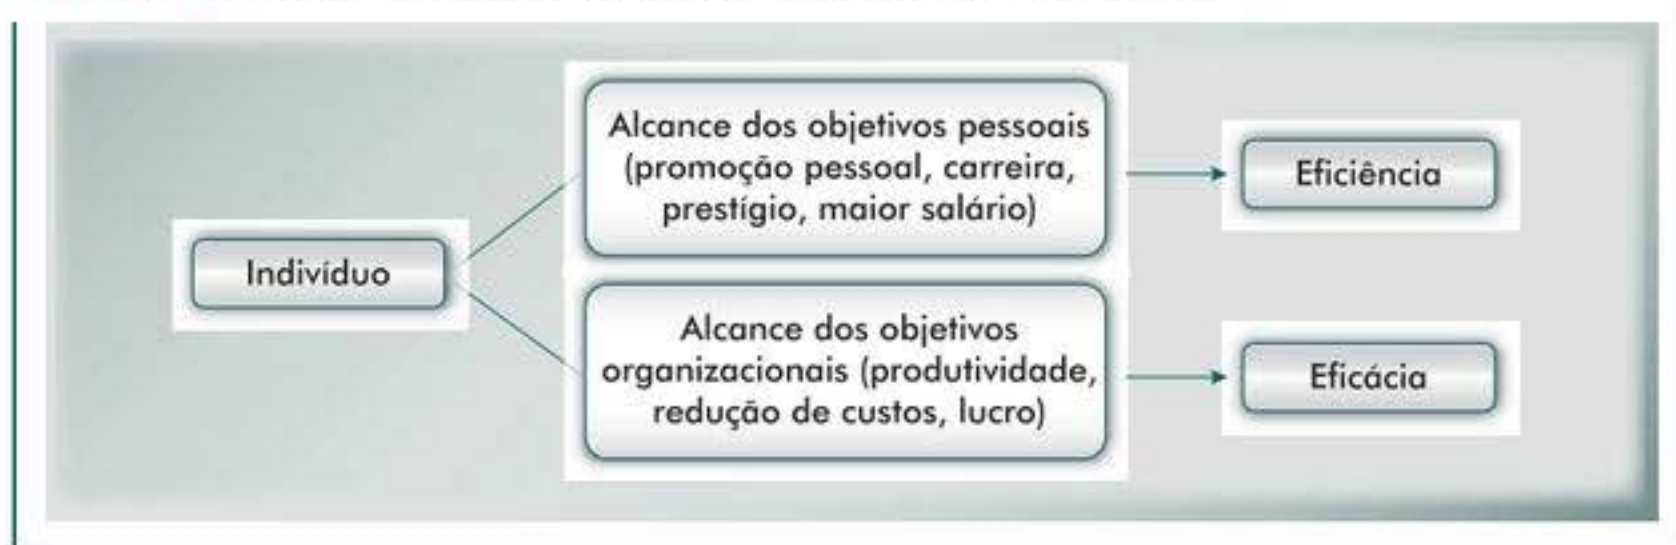 Indivíduo
Alcance dos objetivos pessoais
(promoção pessoal, carreira,
prestígio, maior salário)
Eficiência
Alcance dos objetivos
organizacionais (produtividade,
redução de custos, lucro)
Eficácia